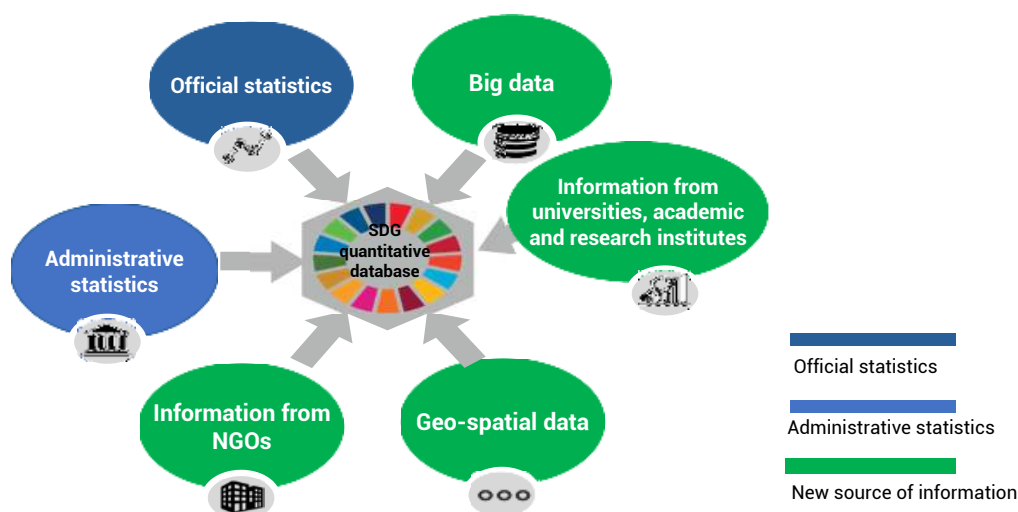 Official statistics
Big data
Information from
universities, academic
and research institutes
SDG
quantitative
database
Administrative
statistics
Information from
NGOs
Geo-spatial data
Official statistics
Administrative statistics
New source of information